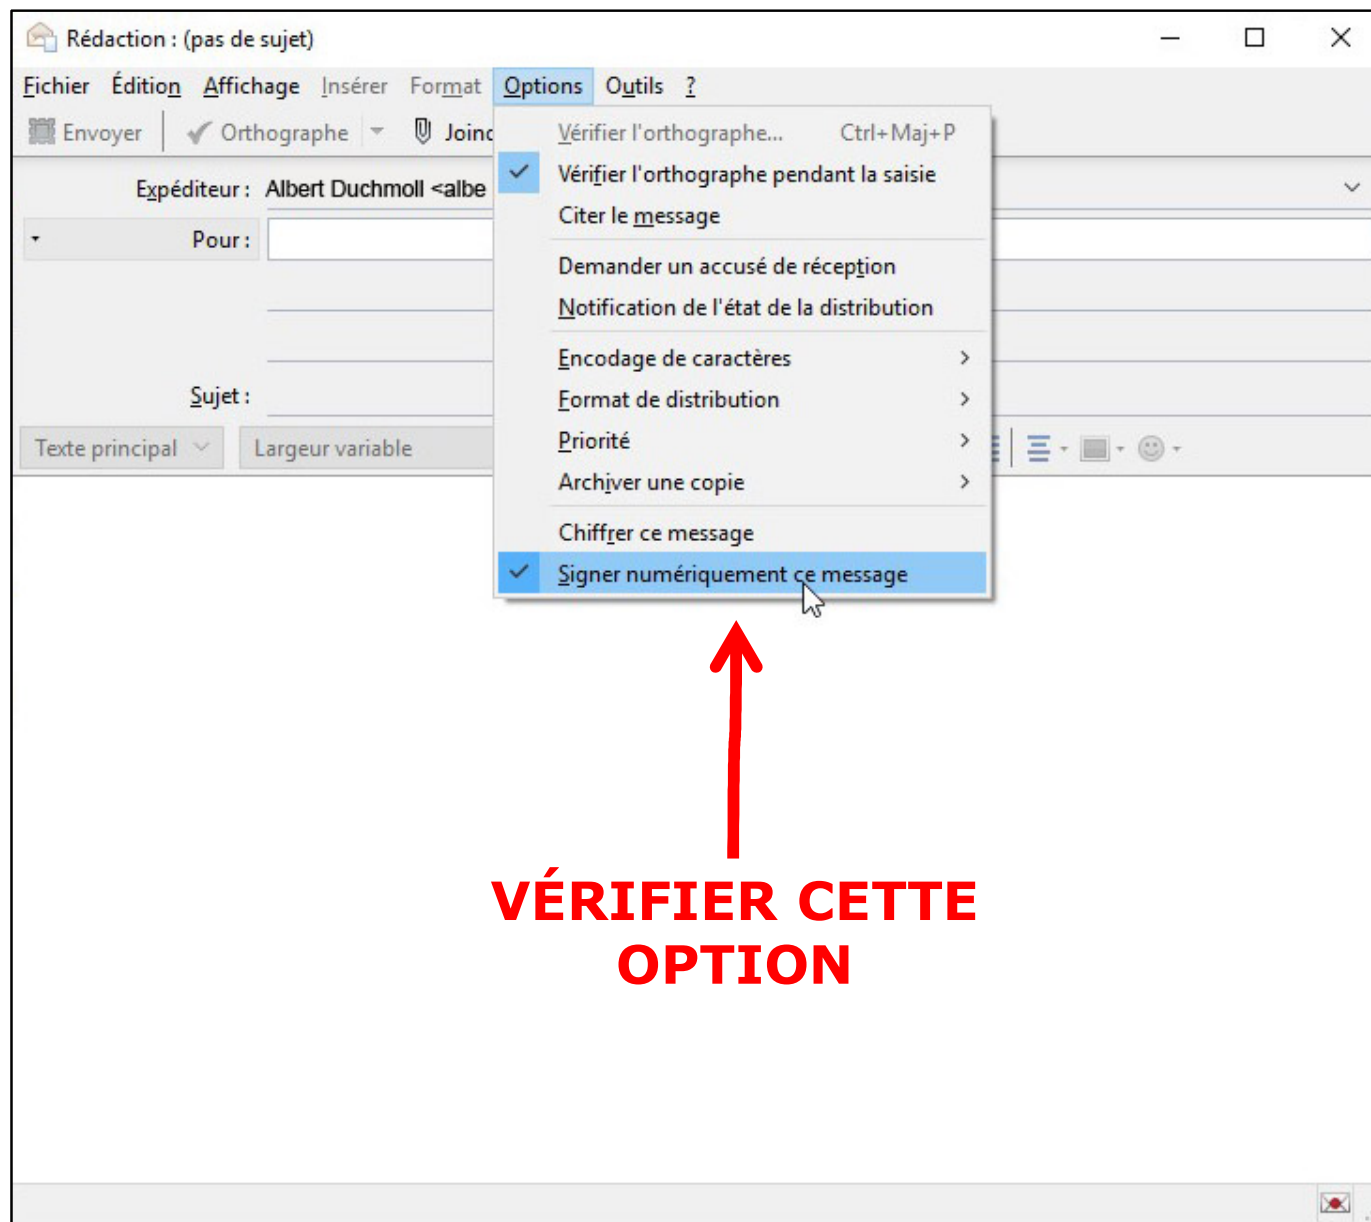 Rédaction : (pas de sujet)
Fichier Édition Affichage Insérer Format Options Outils ?
Envoyer Orthographe Joind
Vérifier l'orthographe... Ctrl+Maj+P
Vérifier l'orthographe pendant la saisie
Citer le message
Demander un accusé de réception
Notification de l'état de la distribution
Encodage de caractères
Format de distribution
Priorité
Archiver une copie
Chiffrer ce message
Signer numériquement ce message
Expéditeur : Albert Duchmoll <albe
Pour :
Sujet :
Texte principal Largeur variable
VÉRIFIER CETTE
OPTION